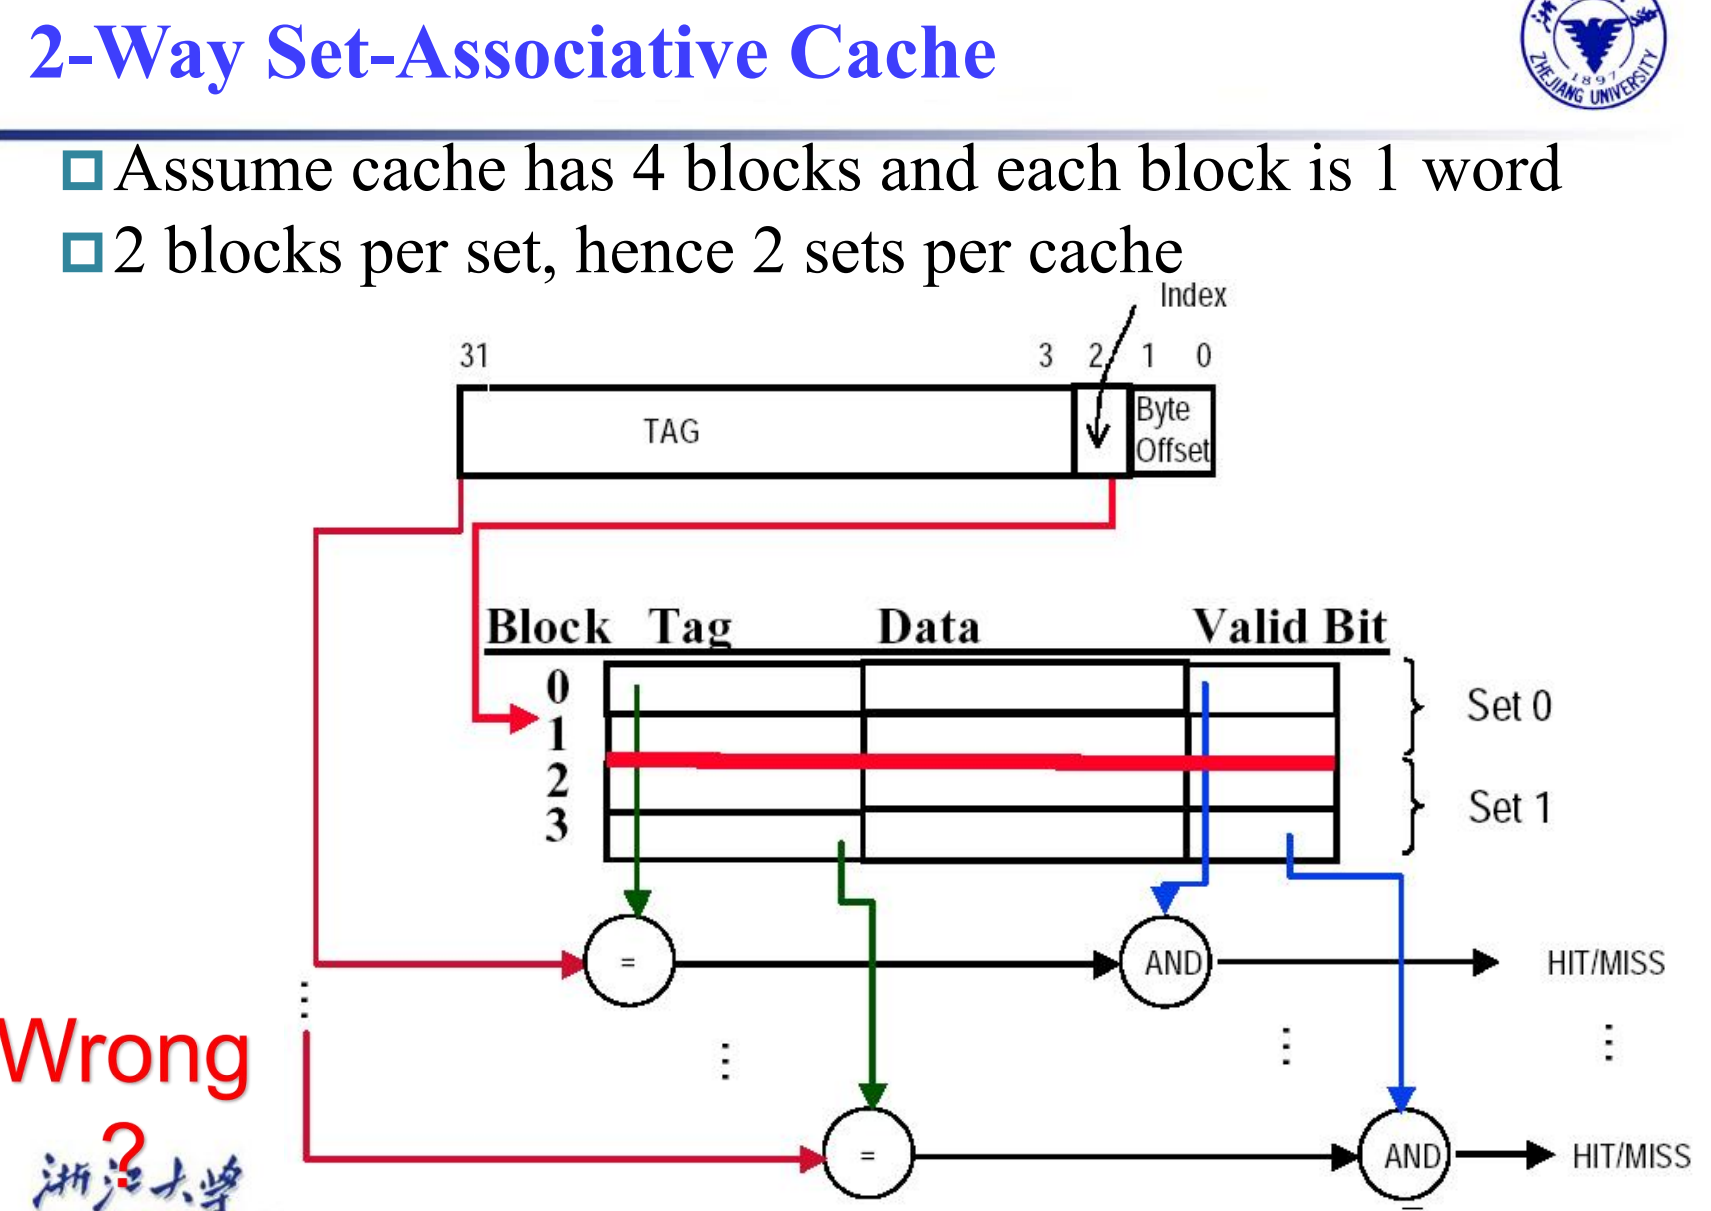 2-Way Set-Associative Cache
ZHEJIANG UNIVERSITY
1897
Assume cache has 4 blocks and each block is 1 word
2 blocks per set, hence 2 sets per cache
Index
31 3 2 1 0
TAG Byte
Offset
Block Tag Data Valid Bit
0
1
Set 0
2
3
Set 1
= AND HIT/MISS
Wrong
?
= AND HIT/MISS
浙江大学